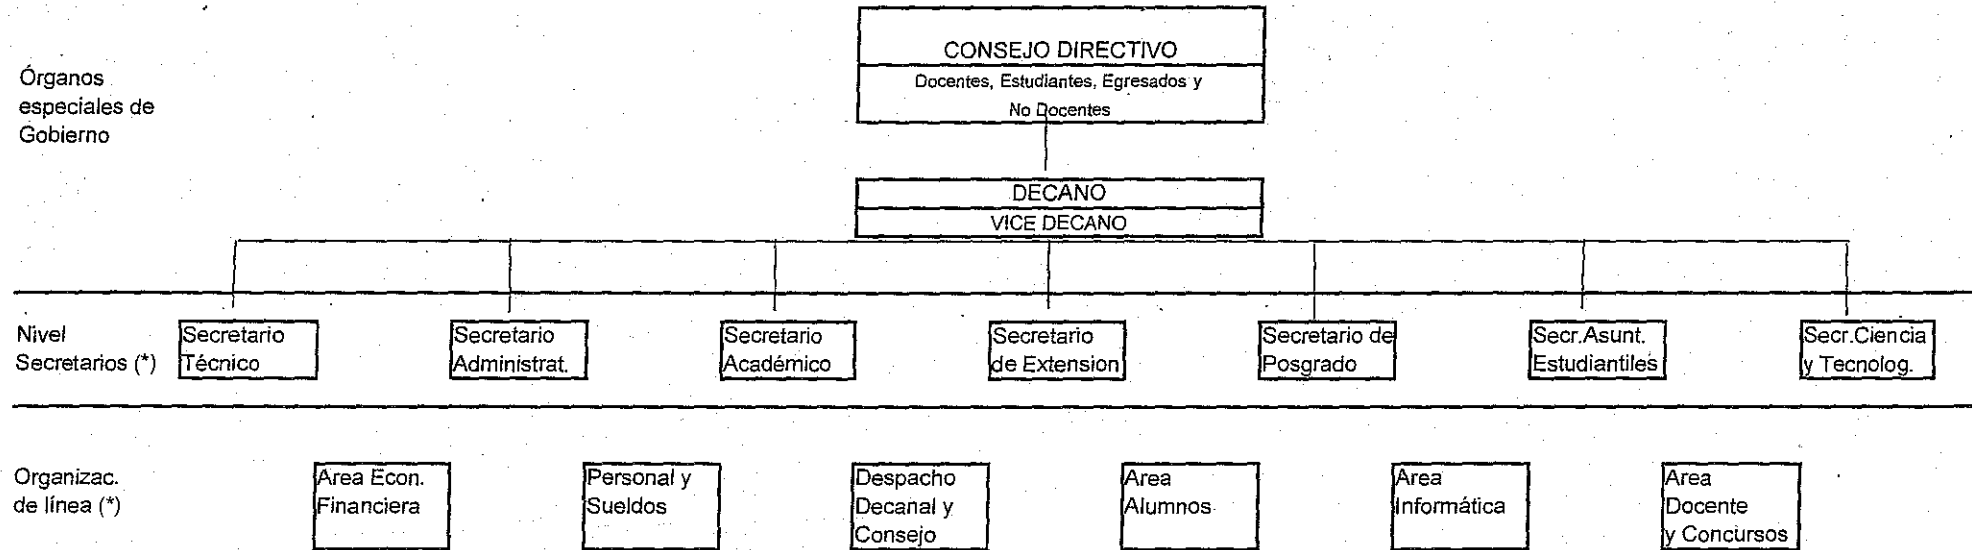 CONSEJO DIRECTIVO
Docentes, Estudiantes, Egresados y
No Docentes
Órganos
especiales de
Gobierno
DECANO
VICE DECANO
Nivel
Secretarios (*)
Secretario
Técnico
Secretario
Administrat.
Secretario
Académico
Secretario
de Extension
Secretario de
Posgrado
Secr.Asunt.
Estudiantiles
Secr.Ciencia
y Tecnolog.
Organizac.
de línea (*)
Area Econ.
Financiera
Personal y
Sueldos
Despacho
Decanal y
Consejo
Area
Alumnos
Area
Informática
Area
Docente
y Concursos